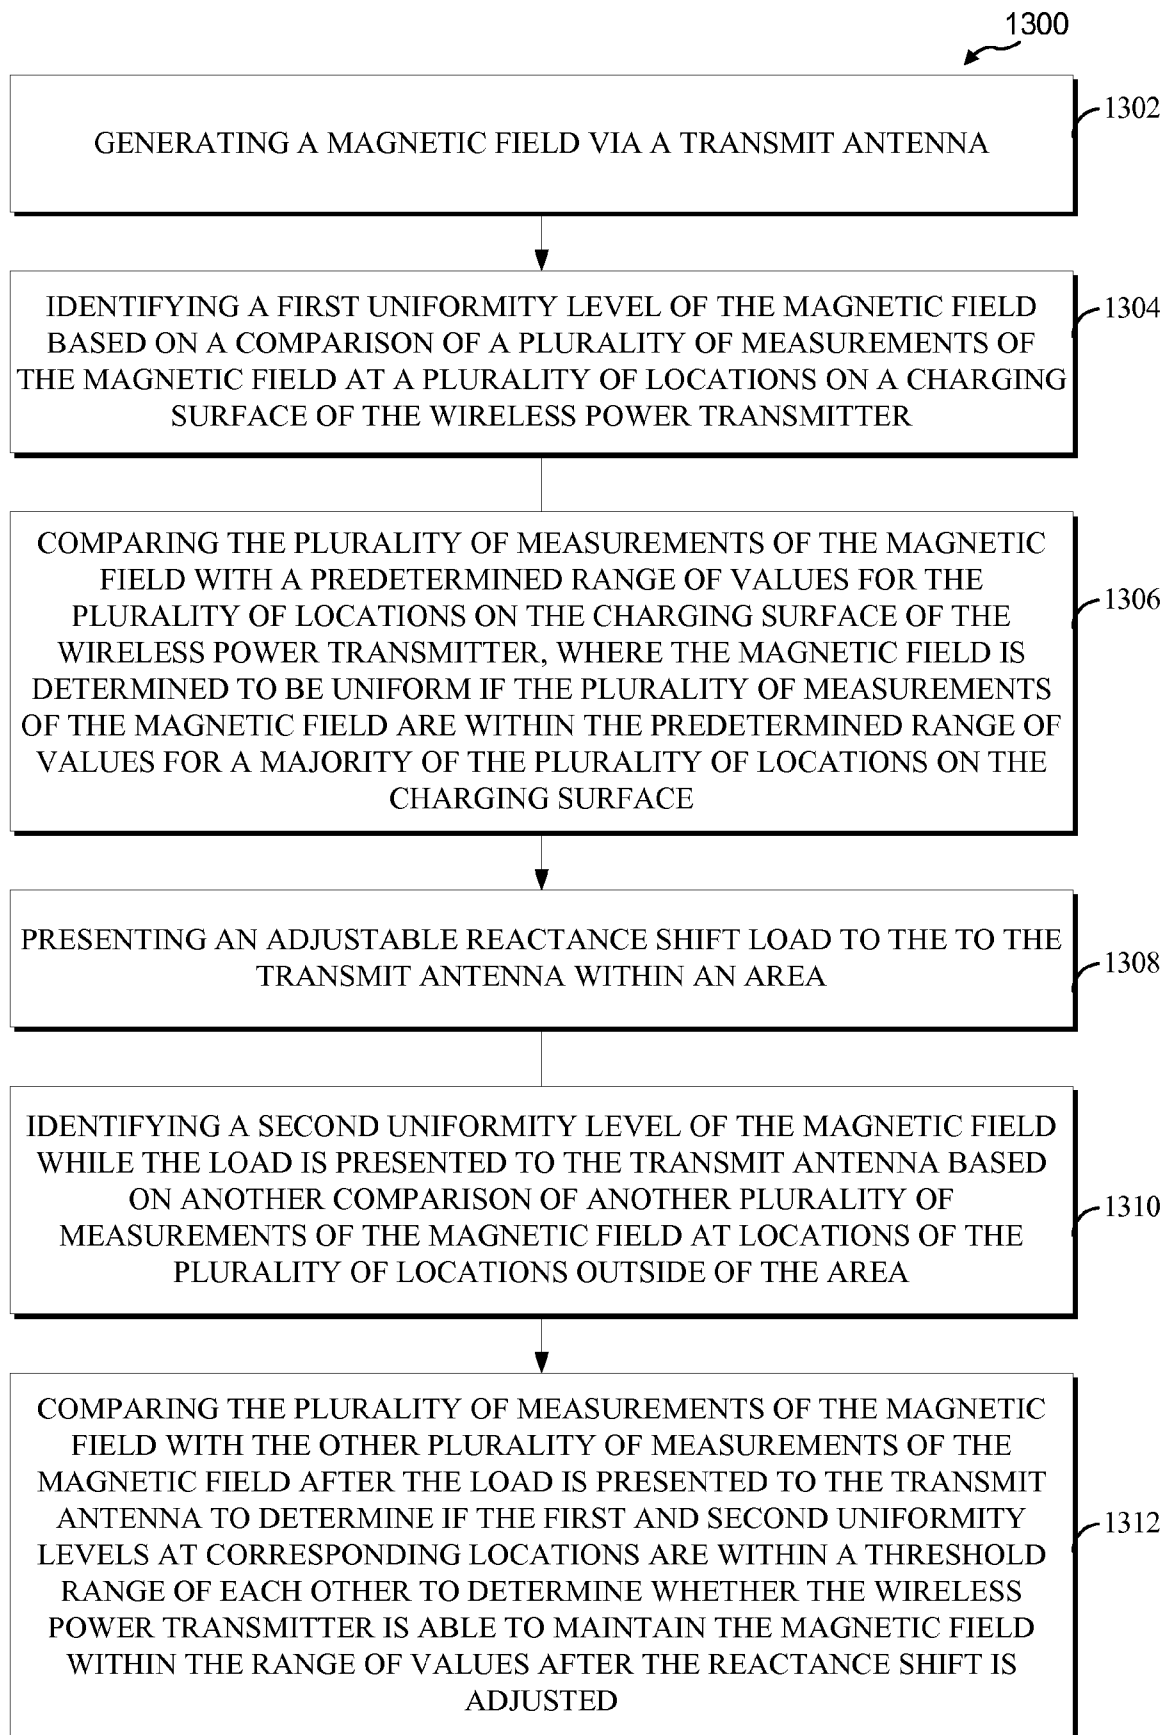 1300
GENERATING A MAGNETIC FIELD VIA A TRANSMIT ANTENNA
1302
IDENTIFYING A FIRST UNIFORMITY LEVEL OF THE MAGNETIC FIELD
BASED ON A COMPARISON OF A PLURALITY OF MEASUREMENTS OF
THE MAGNETIC FIELD AT A PLURALITY OF LOCATIONS ON A CHARGING
SURFACE OF THE WIRELESS POWER TRANSMITTER
1304
COMPARING THE PLURALITY OF MEASUREMENTS OF THE MAGNETIC
FIELD WITH A PREDETERMINED RANGE OF VALUES FOR THE
PLURALITY OF LOCATIONS ON THE CHARGING SURFACE OF THE
WIRELESS POWER TRANSMITTER, WHERE THE MAGNETIC FIELD IS
DETERMINED TO BE UNIFORM IF THE PLURALITY OF MEASUREMENTS
OF THE MAGNETIC FIELD ARE WITHIN THE PREDETERMINED RANGE OF
VALUES FOR A MAJORITY OF THE PLURALITY OF LOCATIONS ON THE
CHARGING SURFACE
1306
PRESENTING AN ADJUSTABLE REACTANCE SHIFT LOAD TO THE TO THE
TRANSMIT ANTENNA WITHIN AN AREA
1308
IDENTIFYING A SECOND UNIFORMITY LEVEL OF THE MAGNETIC FIELD
WHILE THE LOAD IS PRESENTED TO THE TRANSMIT ANTENNA BASED
ON ANOTHER COMPARISON OF ANOTHER PLURALITY OF
MEASUREMENTS OF THE MAGNETIC FIELD AT LOCATIONS OF THE
PLURALITY OF LOCATIONS OUTSIDE OF THE AREA
1310
COMPARING THE PLURALITY OF MEASUREMENTS OF THE MAGNETIC
FIELD WITH THE OTHER PLURALITY OF MEASUREMENTS OF THE
MAGNETIC FIELD AFTER THE LOAD IS PRESENTED TO THE TRANSMIT
ANTENNA TO DETERMINE IF THE FIRST AND SECOND UNIFORMITY
LEVELS AT CORRESPONDING LOCATIONS ARE WITHIN A THRESHOLD
RANGE OF EACH OTHER TO DETERMINE WHETHER THE WIRELESS
POWER TRANSMITTER IS ABLE TO MAINTAIN THE MAGNETIC FIELD
WITHIN THE RANGE OF VALUES AFTER THE REACTANCE SHIFT IS
ADJUSTED
1312